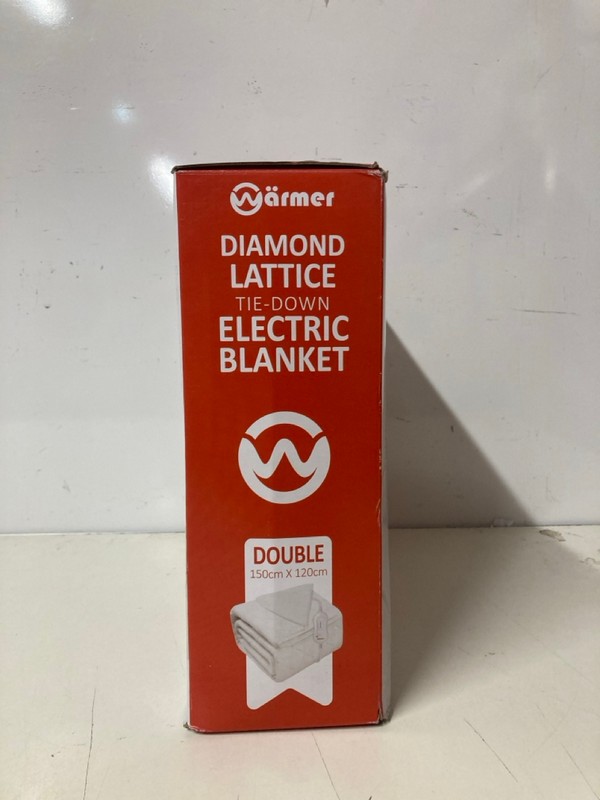 wärmer
DIAMOND
LATTICE
TIE-DOWN
ELECTRIC
BLANKET
DOUBLE
150cm X 120cm